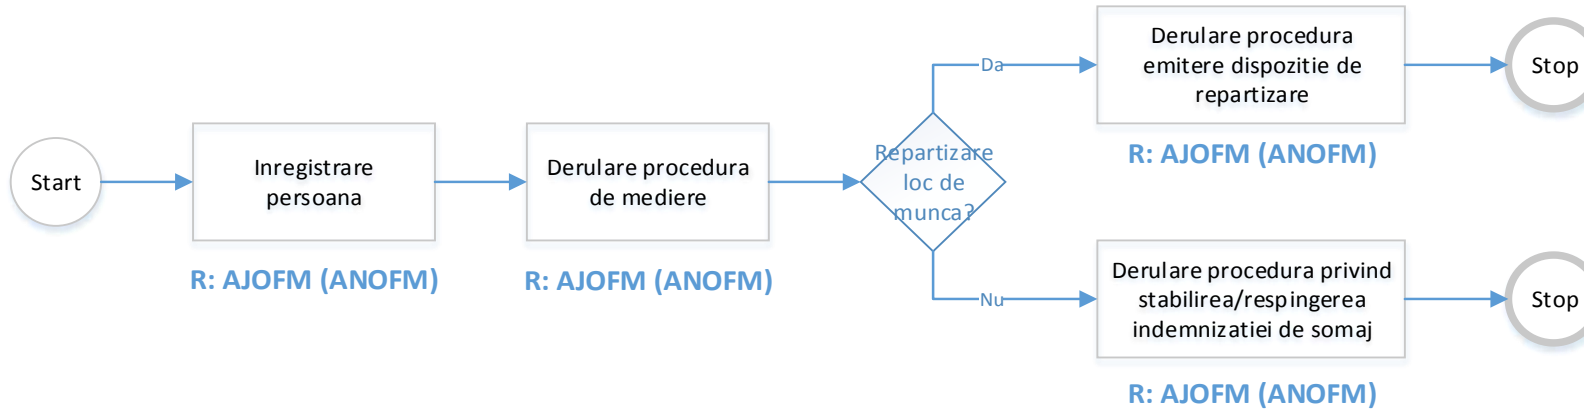 Start
Inregistrare
persoana
R: AJOFM (ANOFM)
Derulare procedura
de mediere
R: AJOFM (ANOFM)
Repartizare
loc de
munca?
Da
Derulare procedura
emitere dispozitie de
repartizare
R: AJOFM (ANOFM)
Stop
Nu
Derulare procedura privind
stabilirea/respingerea
indemnizatiei de somaj
R: AJOFM (ANOFM)
Stop